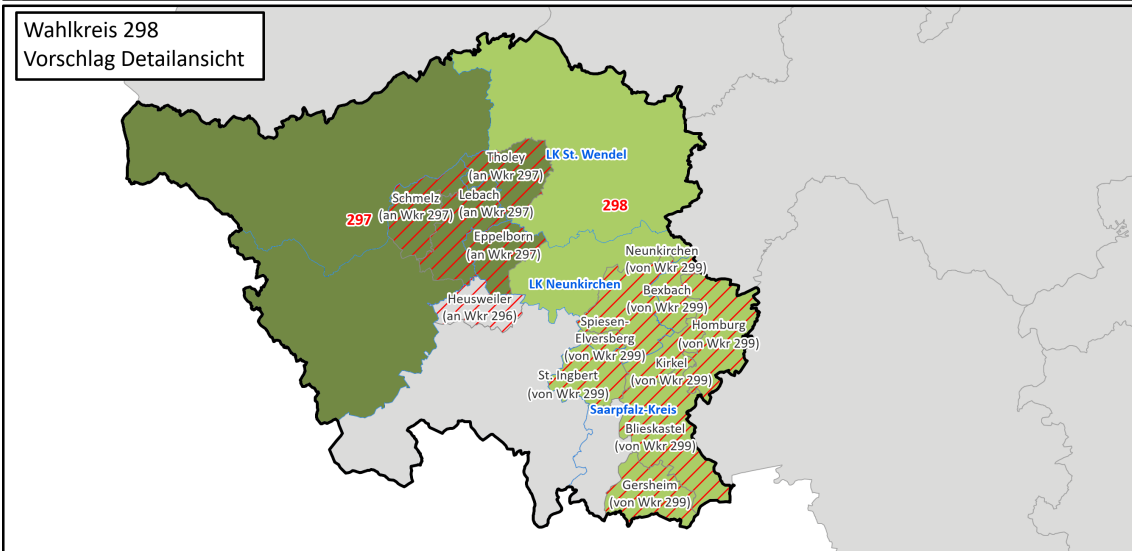 Wahlkreis 298
Vorschlag Detailansicht
Tholey
(an Wkr 297)
LK St. Wendel
Schmelz
(an Wkr 297)
Lebach
(an Wkr 297)
297
298
Eppelborn
(an Wkr 297)
Neunkirchen
(von Wkr 299)
LK Neunkirchen
Bexbach
(von Wkr 299)
Heusweiler
(an Wkr 296)
Spiesen-
Elversberg
(von Wkr 299)
Homburg
(von Wkr 299)
Kirkel
(von Wkr 299)
St. Ingbert
(von Wkr 299)
Saarpfalz-Kreis
Blieskastel
(von Wkr 299)
Gersheim
(von Wkr 299)